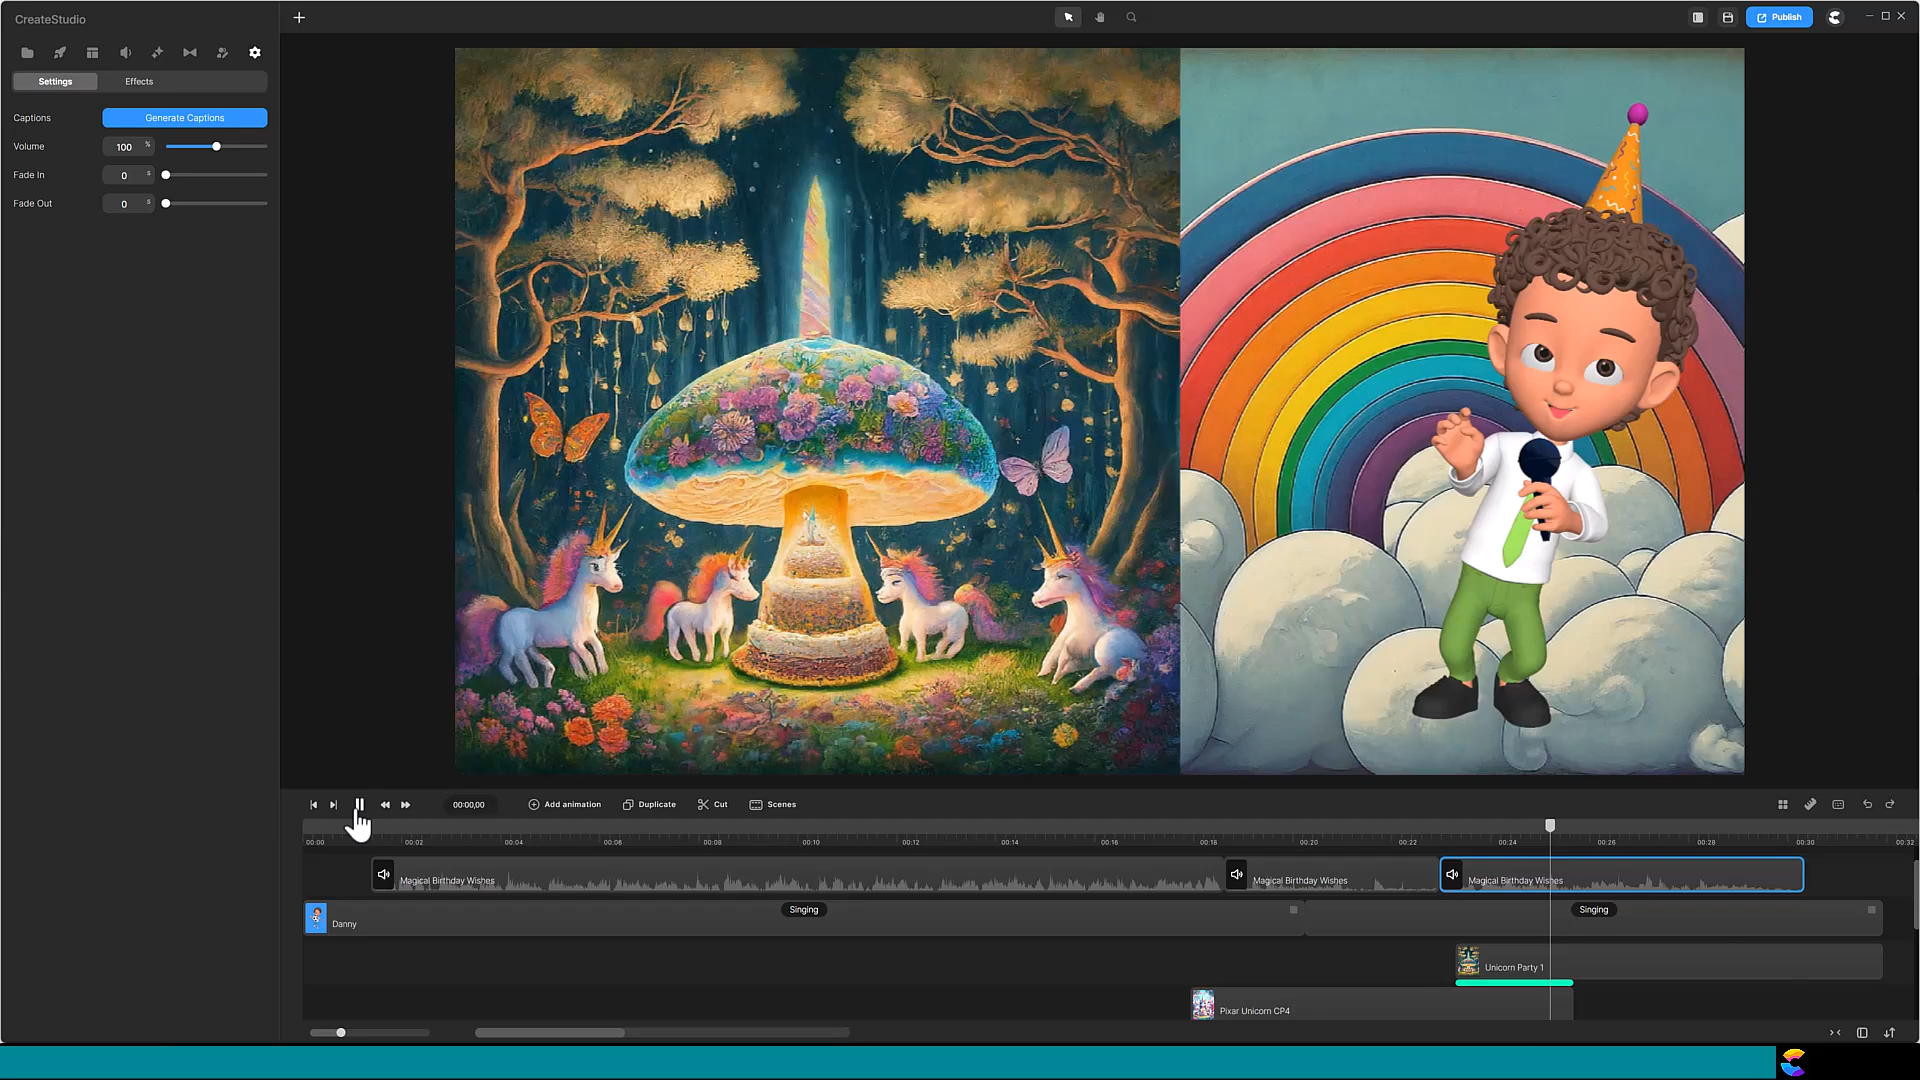 CreateStudio
Publish
Settings
Effects
Captions
Generate Captions
Volume
100 %
Fade In
0 s
Fade Out
0 s
00:00,00
Add animation
Duplicate
Cut
Scenes
00:00 00:02 00:04 00:06 00:08 00:10 00:12 00:14 00:16 00:18 00:20 00:22 00:24 00:26 00:28 00:30 00:32
Magical Birthday Wishes
Magical Birthday Wishes
Magical Birthday Wishes
Singing
Singing
Danny
Unicorn Party 1
Pixar Unicorn CP4